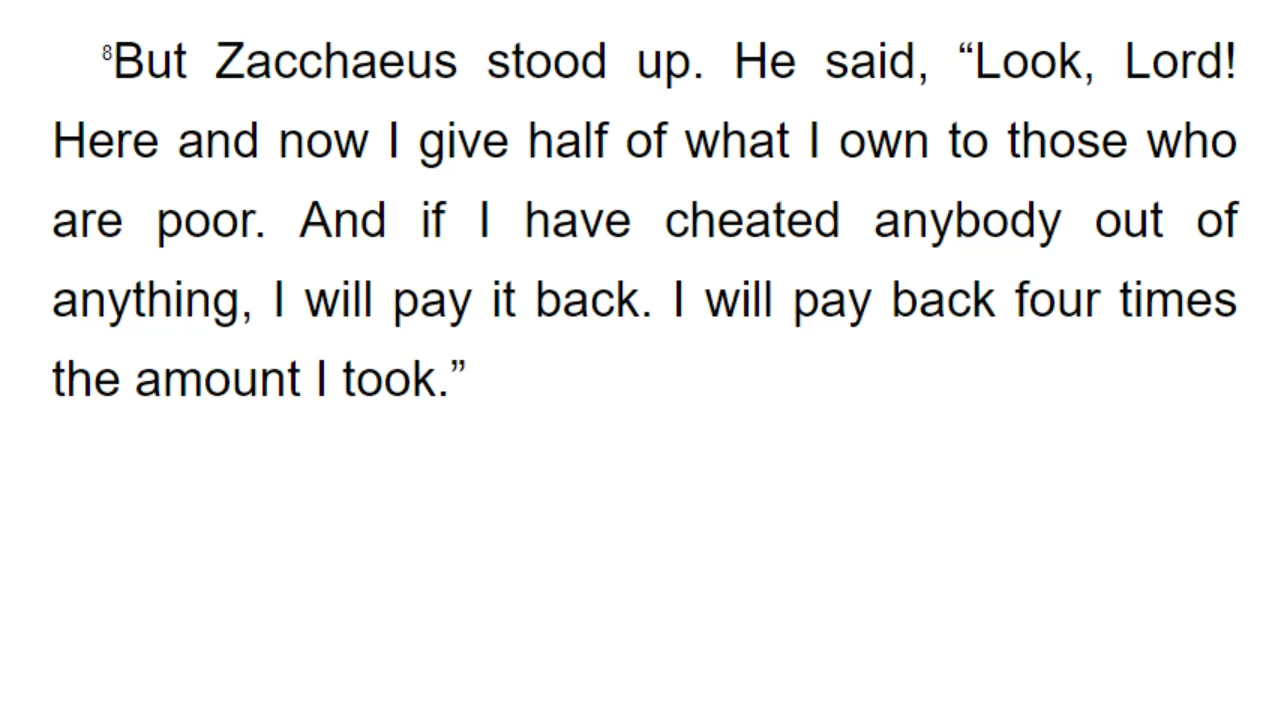 ⁸But Zacchaeus stood up. He said, “Look, Lord!
Here and now I give half of what I own to those who
are poor. And if I have cheated anybody out of
anything, I will pay it back. I will pay back four times
the amount I took.”